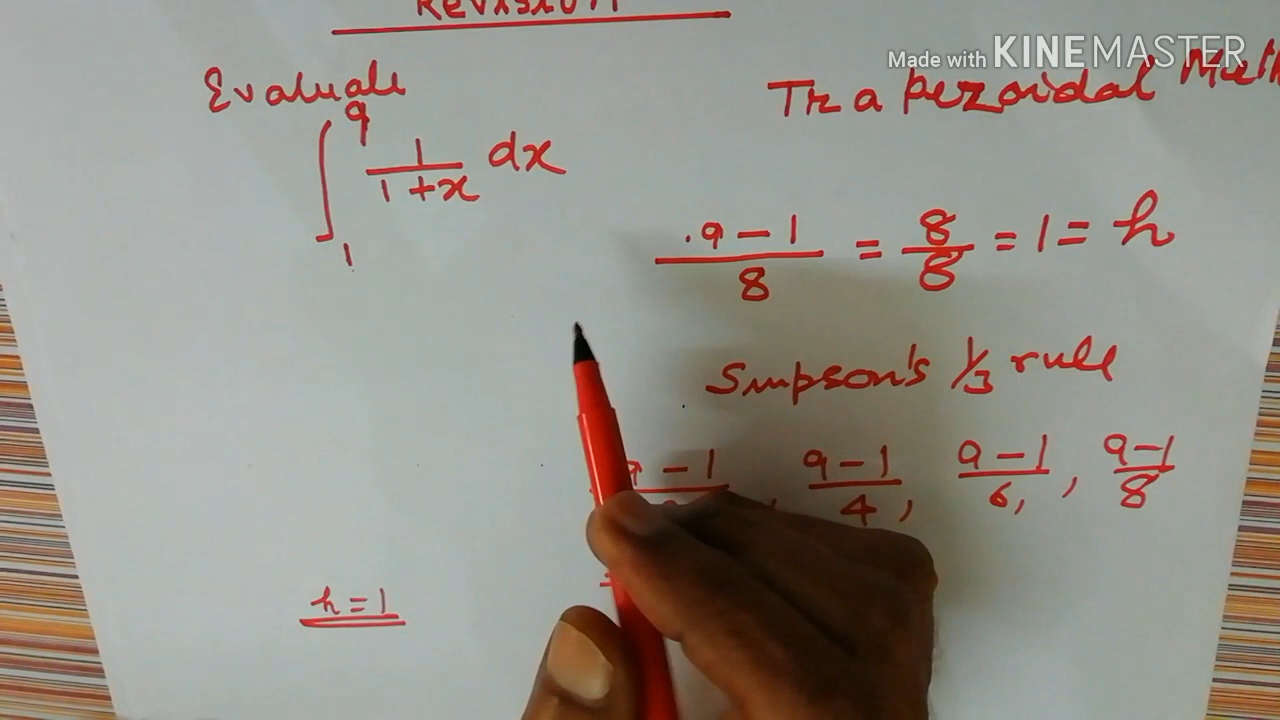 Revision
Made with KINEMASTER
Evaluate
Trapezoidal
∫₁⁹ 1/(1+x) dx
(9-1)/8 = 8/8 = 1 = h
Simpson's 1/3 rule
9-1, (9-1)/4, (9-1)/6, (9-1)/8
h=1